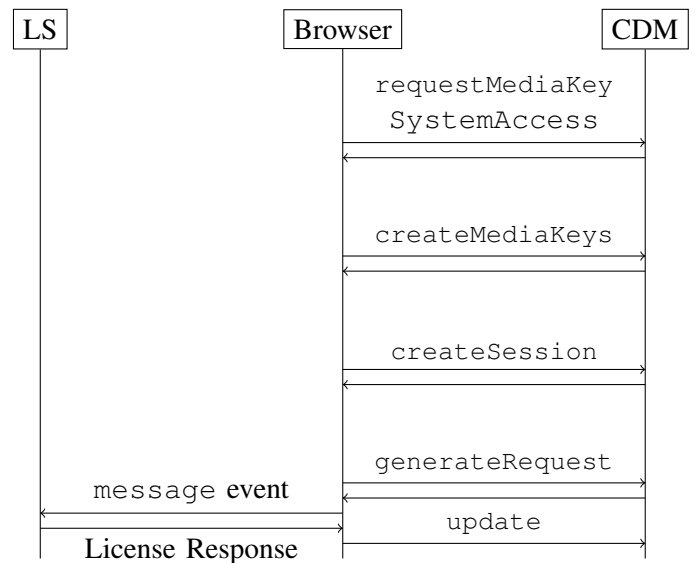 LS
Browser
CDM
requestMediaKey
SystemAccess
createMediaKeys
createSession
generateRequest
message event
update
License Response